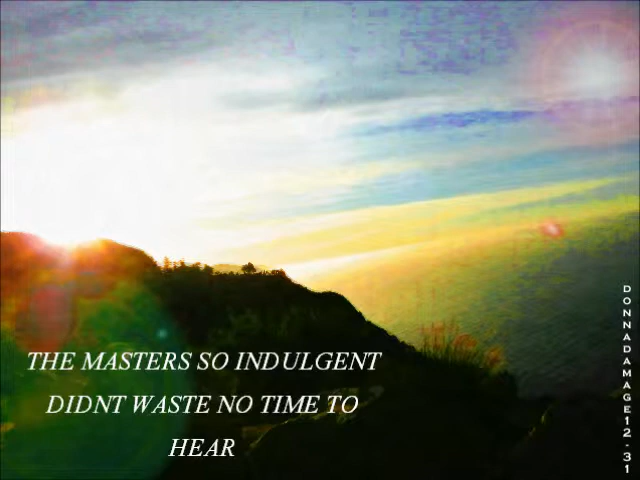 THE MASTERS SO INDULGENT
DIDNT WASTE NO TIME TO
HEAR
DONNADAMAGE12-31